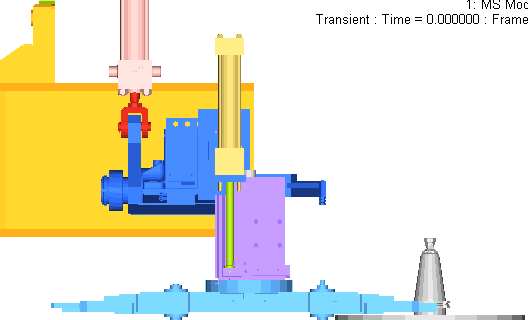 1: MS Moc
Transient : Time = 0.000000 : Frame